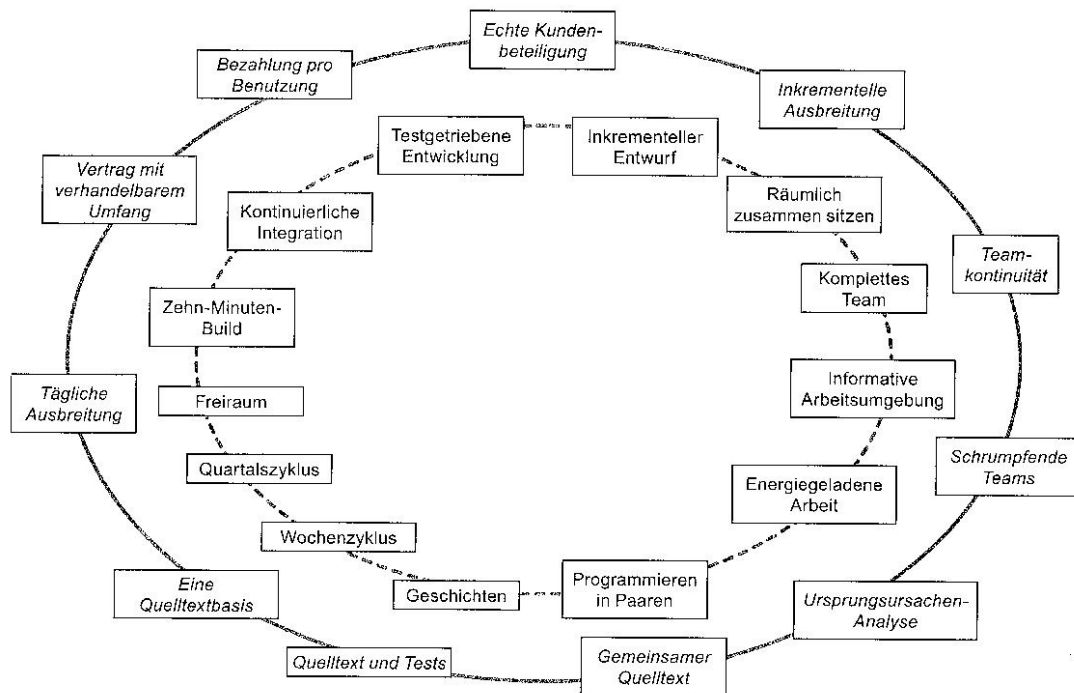 Echte Kunden-
beteiligung
Bezahlung pro
Benutzung
Inkrementelle
Ausbreitung
Testgetriebene
Entwicklung
Inkrementeller
Entwurf
Vertrag mit
verhandelbarem
Umfang
Kontinuierliche
Integration
Räumlich
zusammen sitzen
Team-
kontinuität
Komplettes
Team
Zehn-Minuten-
Build
Informative
Arbeitsumgebung
Tägliche
Ausbreitung
Freiraum
Schrumpfende
Teams
Quartalszyklus
Energiegeladene
Arbeit
Wochenzyklus
Geschichten
Programmieren
in Paaren
Eine
Quelltextbasis
Ursprungsursachen-
Analyse
Quelltext und Tests
Gemeinsamer
Quelltext